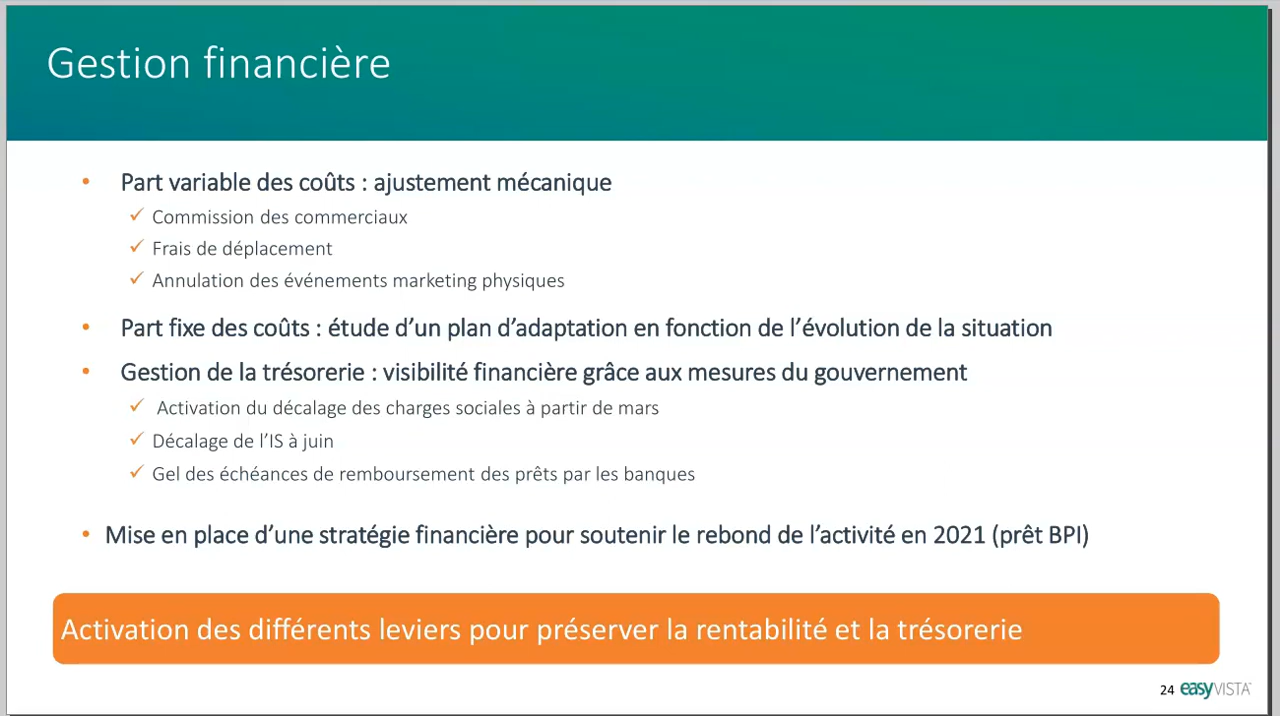 Gestion financière
• Part variable des coûts : ajustement mécanique
✓ Commission des commerciaux
✓ Frais de déplacement
✓ Annulation des événements marketing physiques
• Part fixe des coûts : étude d’un plan d’adaptation en fonction de l’évolution de la situation
• Gestion de la trésorerie : visibilité financière grâce aux mesures du gouvernement
✓ Activation du décalage des charges sociales à partir de mars
✓ Décalage de l’IS à juin
✓ Gel des échéances de remboursement des prêts par les banques
• Mise en place d’une stratégie financière pour soutenir le rebond de l’activité en 2021 (prêt BPI)
Activation des différents leviers pour préserver la rentabilité et la trésorerie
24 easyVISTA